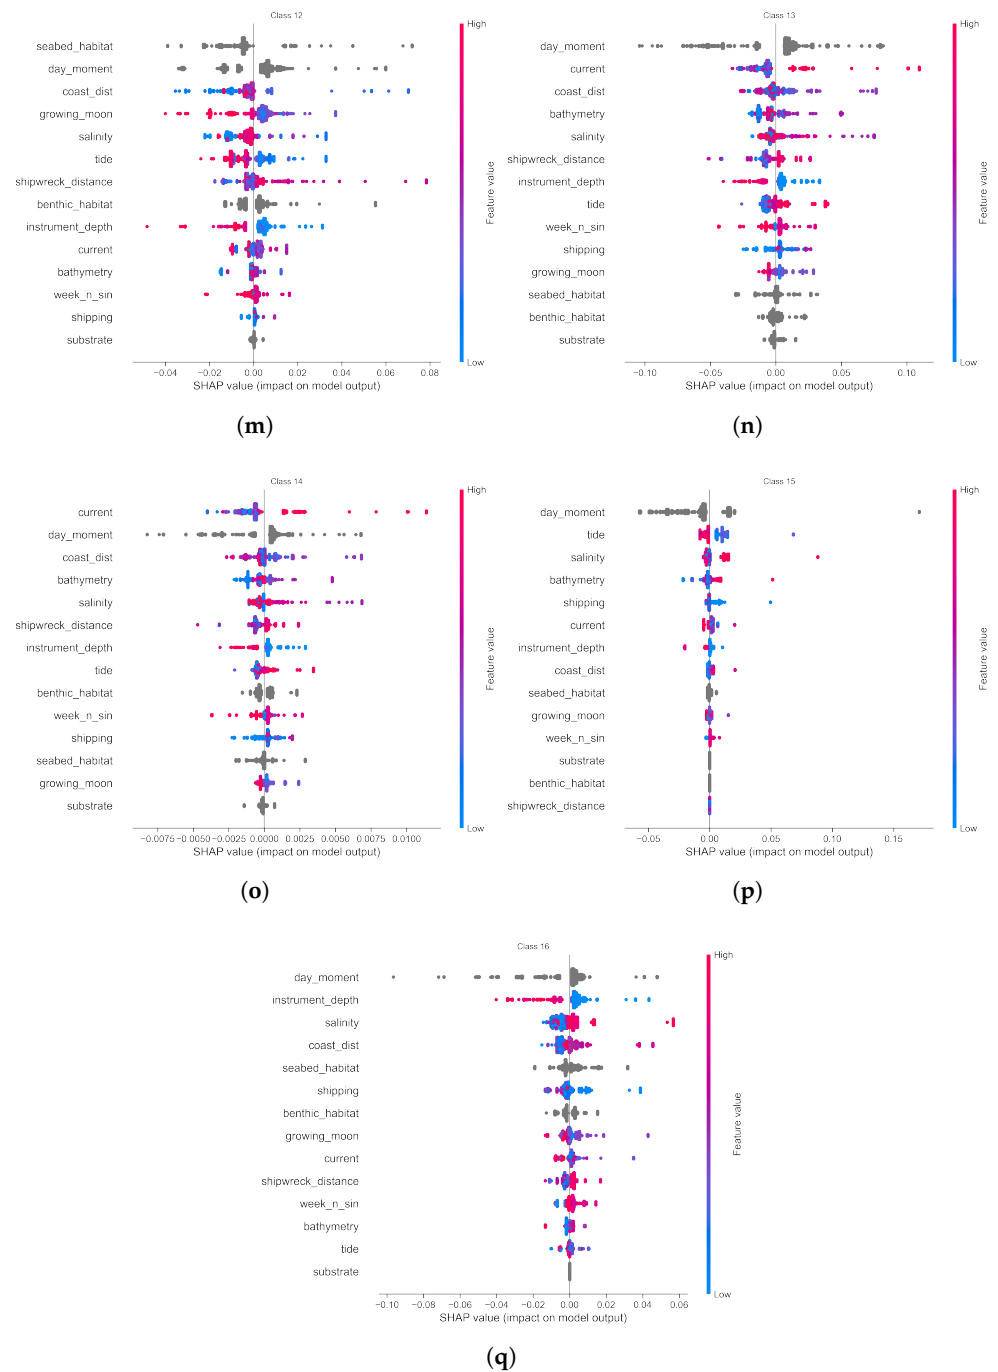 Class 12
seabed_habitat
day_moment
coast_dist
growing_moon
salinity
tide
shipwreck_distance
benthic_habitat
instrument_depth
current
bathymetry
week_n_sin
shipping
substrate
−0.04 −0.02 0.00 0.02 0.04 0.06 0.08
SHAP value (impact on model output)
High
Feature value
Low
(m)
Class 13
day_moment
current
coast_dist
bathymetry
salinity
shipwreck_distance
instrument_depth
tide
week_n_sin
shipping
growing_moon
seabed_habitat
benthic_habitat
substrate
−0.10 −0.05 0.00 0.05 0.10
SHAP value (impact on model output)
High
Feature value
Low
(n)
Class 14
current
day_moment
coast_dist
bathymetry
salinity
shipwreck_distance
instrument_depth
tide
benthic_habitat
week_n_sin
shipping
seabed_habitat
growing_moon
substrate
−0.0075 −0.0050 −0.0025 0.0000 0.0025 0.0050 0.0075 0.0100
SHAP value (impact on model output)
High
Feature value
Low
(o)
Class 15
day_moment
tide
salinity
bathymetry
shipping
current
instrument_depth
coast_dist
seabed_habitat
growing_moon
week_n_sin
substrate
benthic_habitat
shipwreck_distance
−0.05 0.00 0.05 0.10 0.15
SHAP value (impact on model output)
High
Feature value
Low
(p)
Class 16
day_moment
instrument_depth
salinity
coast_dist
seabed_habitat
shipping
benthic_habitat
growing_moon
current
shipwreck_distance
week_n_sin
bathymetry
tide
substrate
−0.10 −0.08 −0.06 −0.04 −0.02 0.00 0.02 0.04 0.06
SHAP value (impact on model output)
High
Feature value
Low
(q)